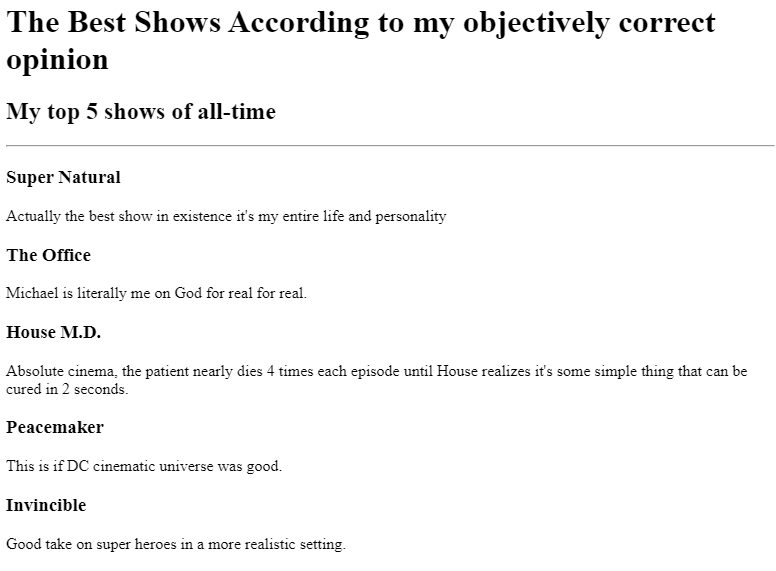 The Best Shows According to my objectively correct
opinion
My top 5 shows of all-time
Super Natural
Actually the best show in existence it's my entire life and personality
The Office
Michael is literally me on God for real for real.
House M.D.
Absolute cinema, the patient nearly dies 4 times each episode until House realizes it's some simple thing that can be
cured in 2 seconds.
Peacemaker
This is if DC cinematic universe was good.
Invincible
Good take on super heroes in a more realistic setting.